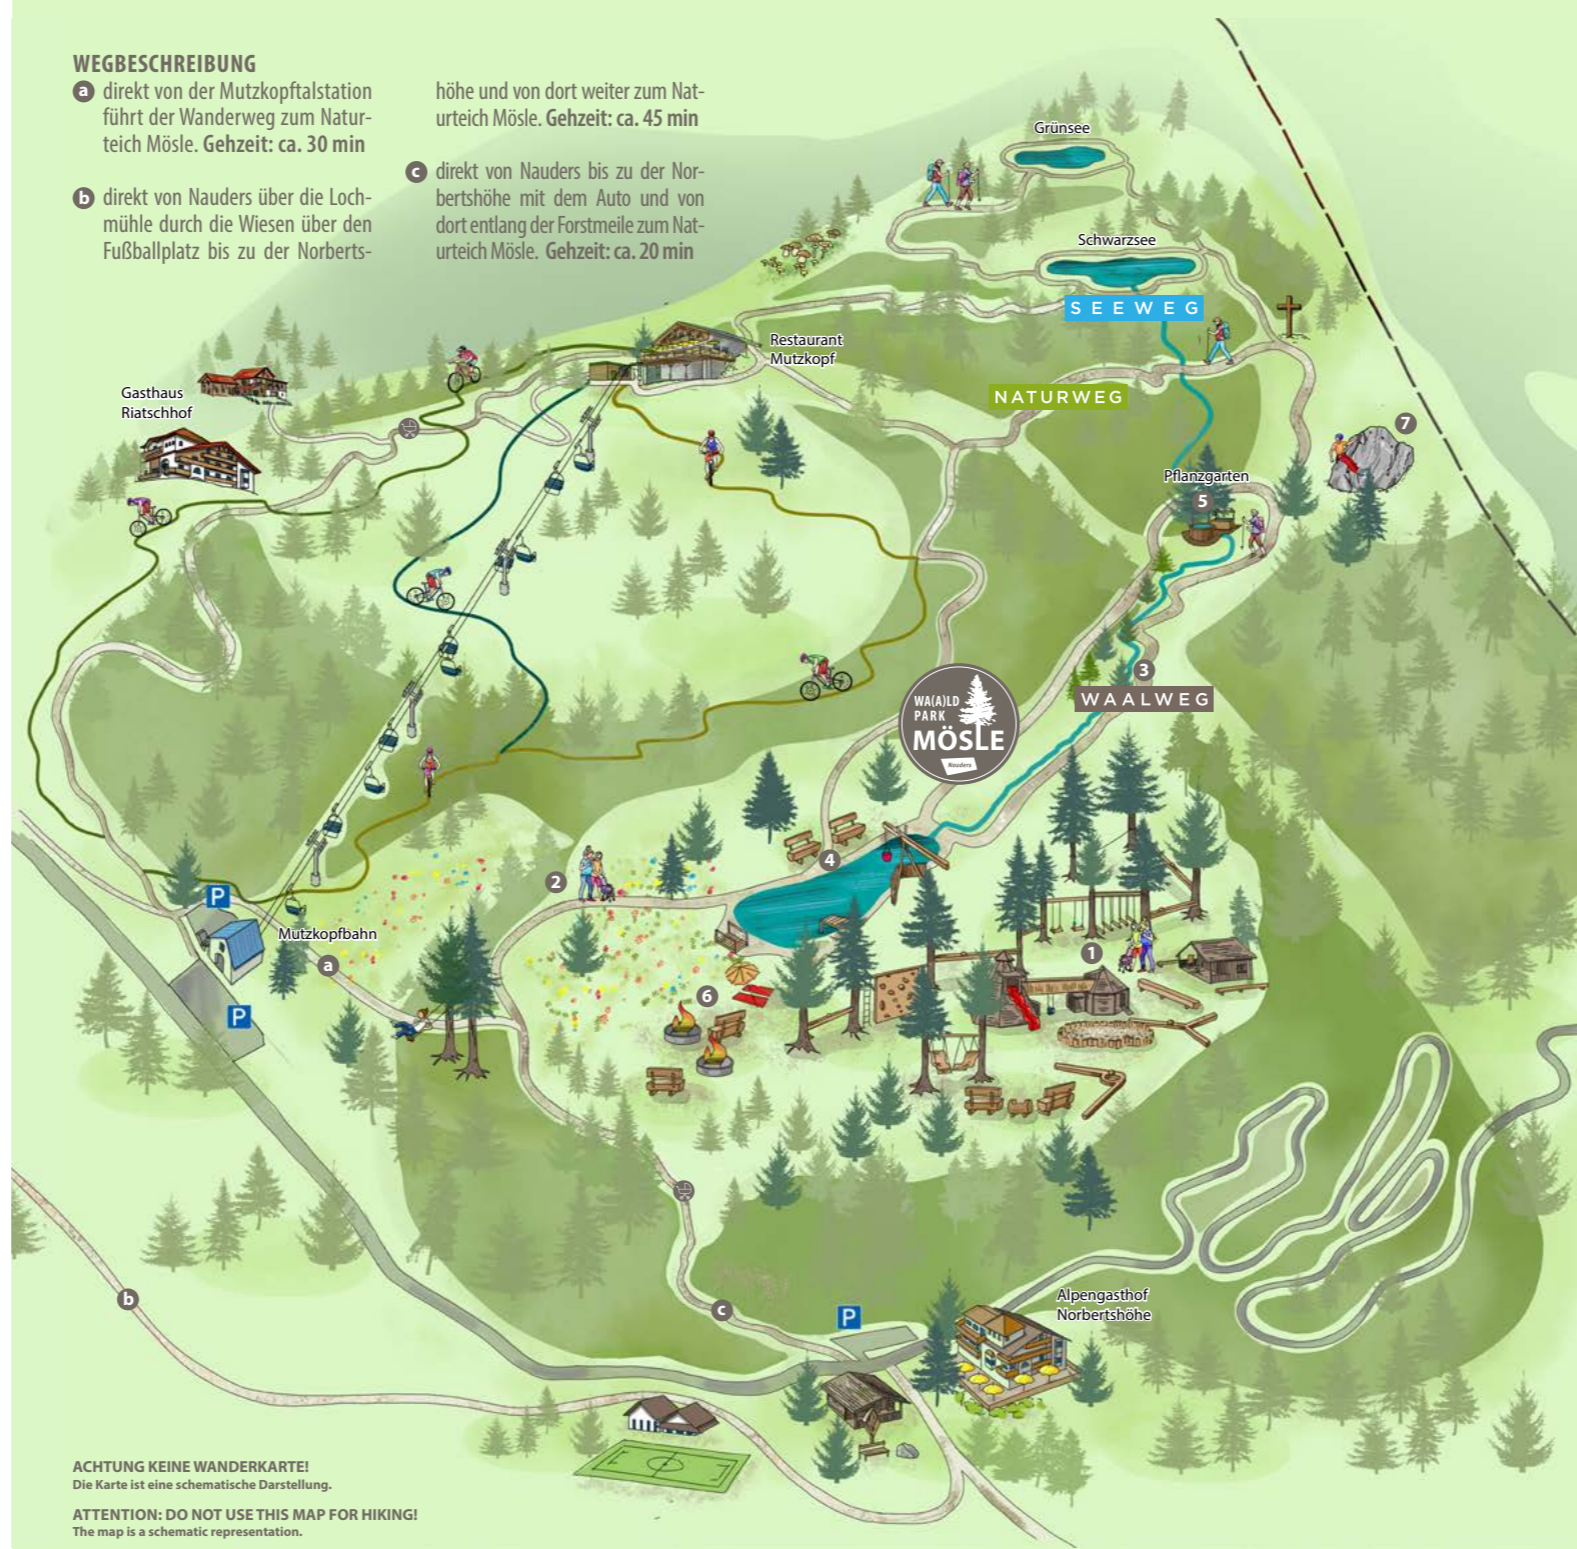 WEGBESCHREIBUNG
a direkt von der Mutzkopftalstation
führt der Wanderweg zum Natur-
teich Mösle. Gehzeit: ca. 30 min
b direkt von Nauders über die Loch-
mühle durch die Wiesen über den
Fußballplatz bis zu der Norberts-
höhe und von dort weiter zum Nat-
urteich Mösle. Gehzeit: ca. 45 min
c direkt von Nauders bis zu der Nor-
bertshöhe mit dem Auto und von
dort entlang der Forstmeile zum Nat-
urteich Mösle. Gehzeit: ca. 20 min
Grünsee
Schwarzsee
SEEWEG
Restaurant
Mutzkopf
NATURWEG
Gasthaus
Riatschhof
7
Pflanzgarten
5
3
WAALWEG
WA(A)LD
PARK
MÖSLE
Nauders
4
2
P
Mutzkopfbahn
a
1
6
P
b
c
P
Alpengasthof
Norbertshöhe
ACHTUNG KEINE WANDERKARTE!
Die Karte ist eine schematische Darstellung.
ATTENTION: DO NOT USE THIS MAP FOR HIKING!
The map is a schematic representation.